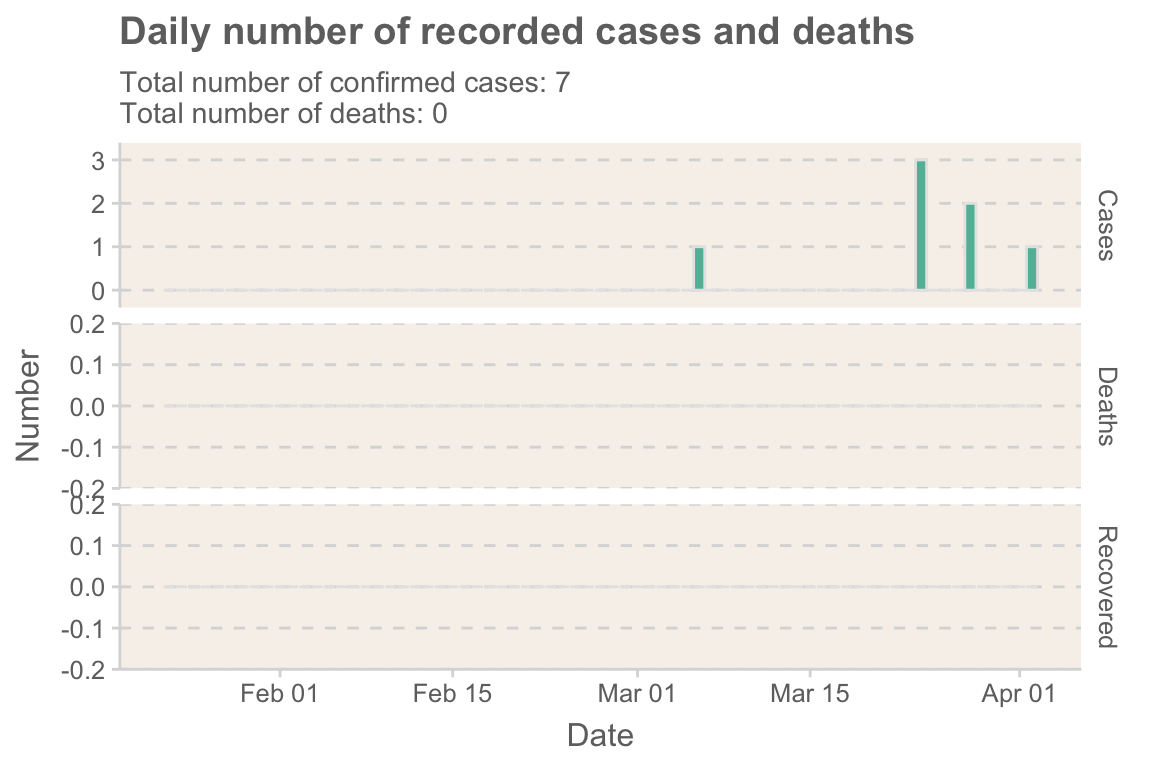 Daily number of recorded cases and deaths
Total number of confirmed cases: 7
Total number of deaths: 0
3
2
1
0
Cases
0.2
0.1
0.0
-0.1
-0.2
Deaths
0.2
0.1
0.0
-0.1
-0.2
Recovered
Number
Feb 01 Feb 15 Mar 01 Mar 15 Apr 01
Date